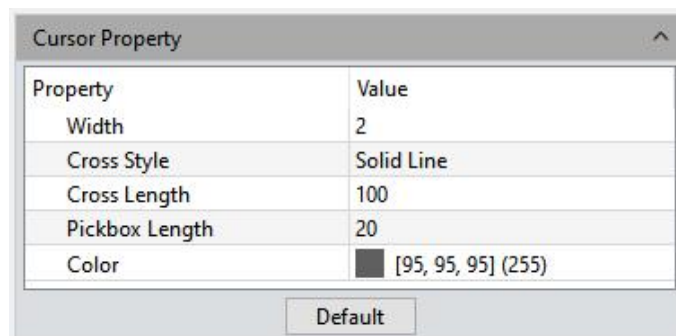 Cursor Property
Property Value
Width 2
Cross Style Solid Line
Cross Length 100
Pickbox Length 20
Color [95, 95, 95] (255)
Default